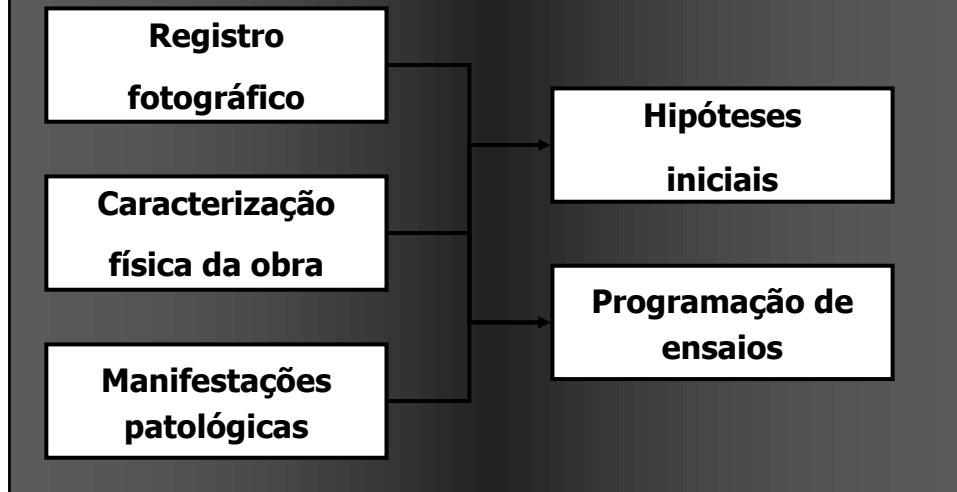 Registro
fotográfico
Caracterização
física da obra
Manifestações
patológicas
Hipóteses
iniciais
Programação de
ensaios